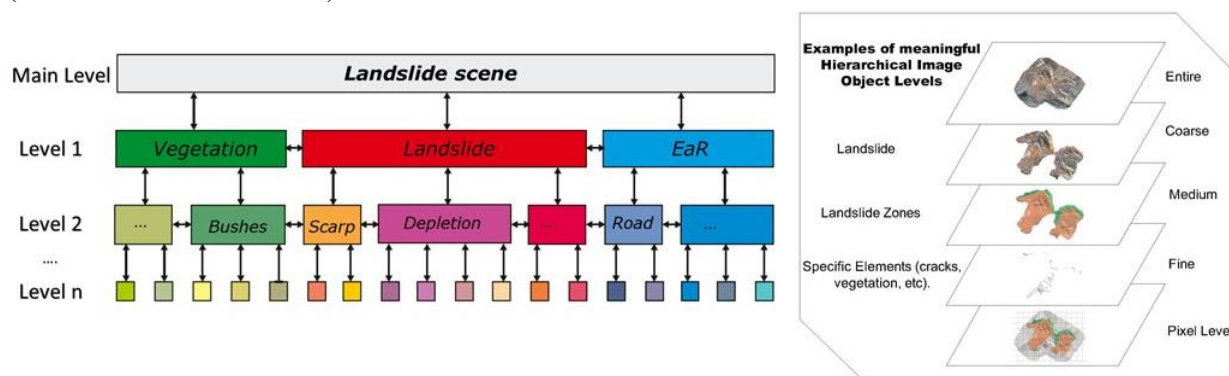 Main Level
Landslide scene
Level 1
Vegetation
Landslide
EaR
Level 2
...
Bushes
Scarp
Depletion
...
Road
...
....
Level n
Examples of meaningful
Hierarchical Image
Object Levels
Entire
Landslide
Coarse
Landslide Zones
Medium
Specific Elements (cracks,
vegetation, etc).
Fine
Pixel Leve